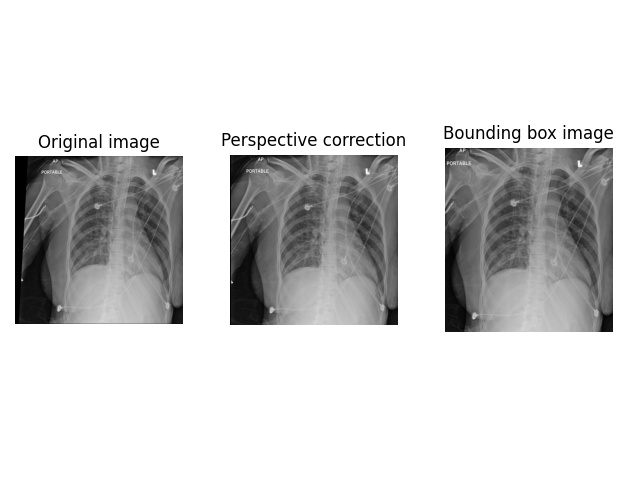 Original image
Perspective correction
Bounding box image
AP
PORTABLE
AP
PORTABLE
AP
PORTABLE
L
L
L